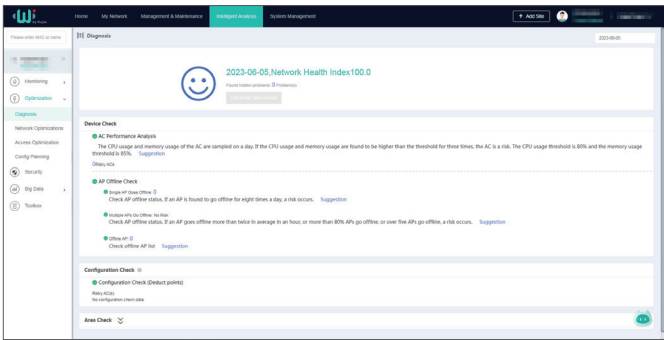 by Ruijie
Home
My Network
Management & Maintenance
Intelligent Analysis
System Management
+ Add Site
Please enter MAC or name
Diagnosis
2023-06-05
Monitoring
Optimization
Diagnosis
Network Optimizations
Access Optimization
Config Planning
Security
Big Data
Toolbox
2023-06-05,Network Health Index100.0
Found hidden problems: 0 Problem(s)
Device Check
AC Performance Analysis
The CPU usage and memory usage of the AC are sampled on a day. If the CPU usage and memory usage are found to be higher than the threshold for three times, the AC is a risk. The CPU usage threshold is 80% and the memory usage
threshold is 85%. Suggestion
0Risky ACs
AP Offline Check
Single AP Goes Offline: 0
Check AP offline status. If an AP is found to go offline for eight times a day, a risk occurs. Suggestion
Multiple APs Go Offline: No Risk
Check AP offline status. If an AP goes offline more than twice in average in an hour, or more than 80% APs go offline, or over five APs go offline, a risk occurs. Suggestion
Offline AP: 0
Check offline AP list Suggestion
Configuration Check
Configuration Check (Deduct points)
Risky AC(s)
No configuration check data
Area Check